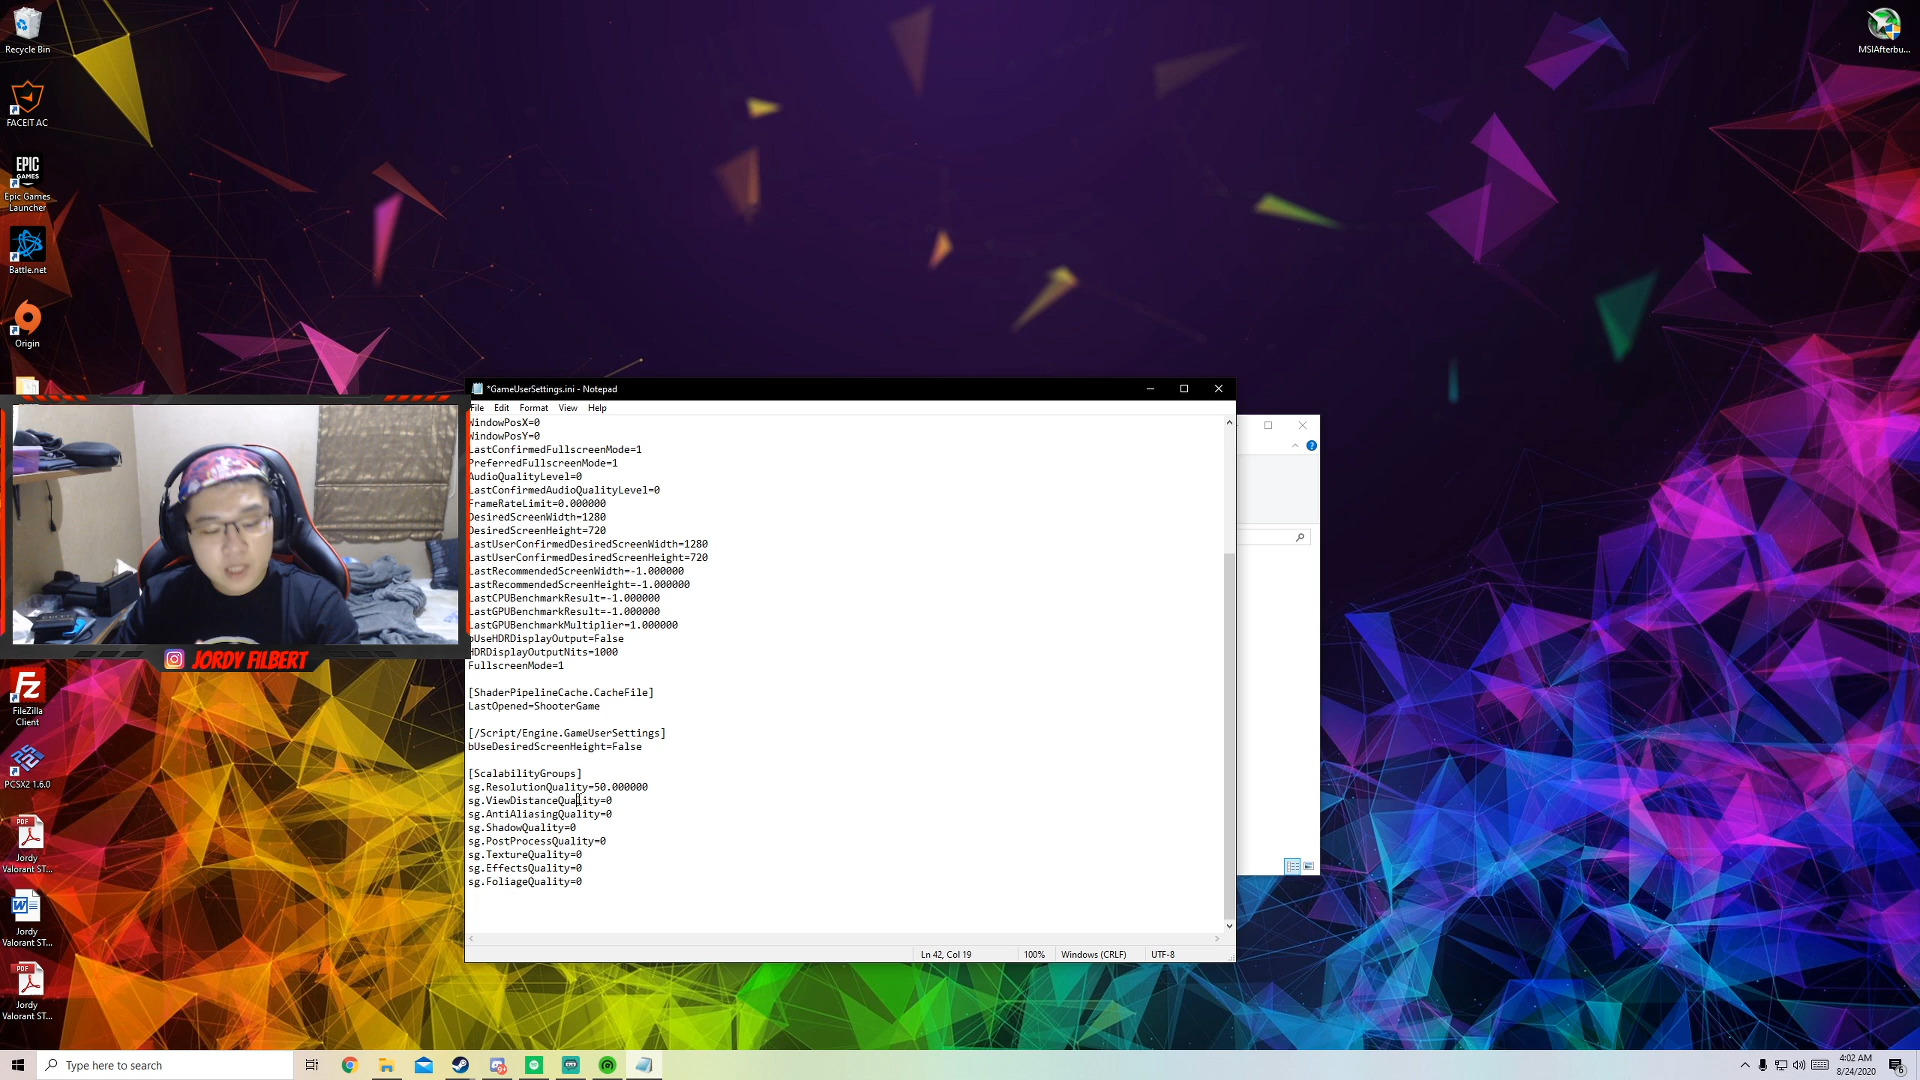 Recycle Bin
FACEIT AC
EPIC
GAMES
Epic Games
Launcher
Battle.net
Origin
FileZilla
Client
PCSX2 1.6.0
PDF
Jordy
Valorant ST...
Jordy
Valorant ST...
PDF
Jordy
Valorant ST...
MSIAfterbu...
JORDY FILBERT
*GameUserSettings.ini - Notepad
File Edit Format View Help
WindowPosX=0
WindowPosY=0
LastConfirmedFullscreenMode=1
PreferredFullscreenMode=1
AudioQualityLevel=0
LastConfirmedAudioQualityLevel=0
FrameRateLimit=0.000000
DesiredScreenWidth=1280
DesiredScreenHeight=720
LastUserConfirmedDesiredScreenWidth=1280
LastUserConfirmedDesiredScreenHeight=720
LastRecommendedScreenWidth=-1.000000
LastRecommendedScreenHeight=-1.000000
LastCPUBenchmarkResult=-1.000000
LastGPUBenchmarkResult=-1.000000
LastGPUBenchmarkMultiplier=1.000000
bUseHDRDisplayOutput=False
HDRDisplayOutputNits=1000
FullscreenMode=1
[ShaderPipelineCache.CacheFile]
LastOpened=ShooterGame
[/Script/Engine.GameUserSettings]
bUseDesiredScreenHeight=False
[ScalabilityGroups]
sg.ResolutionQuality=50.000000
sg.ViewDistanceQuality=0
sg.AntiAliasingQuality=0
sg.ShadowQuality=0
sg.PostProcessQuality=0
sg.TextureQuality=0
sg.EffectsQuality=0
sg.FoliageQuality=0
Ln 42, Col 19 100% Windows (CRLF) UTF-8
Type here to search
4:02 AM
8/24/2020